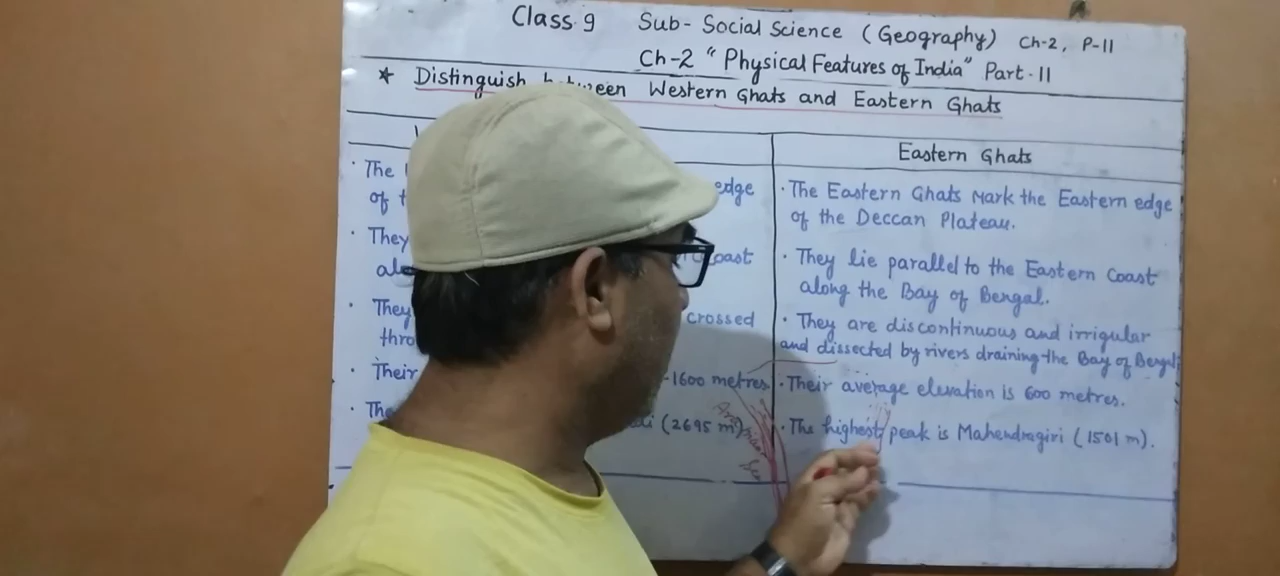 Class 9 Sub- Social Science (Geography) Ch-2, P-II
Ch-2 "Physical Features of India" Part-II
* Distinguish between Western Ghats and Eastern Ghats
Eastern Ghats
· The
edge
of
· They
coast
· They
crossed
thro
· Their
-1600 metres.
· The
(2695 m)
· The Eastern Ghats Mark the Eastern edge
of the Deccan Plateau.
· They lie parallel to the Eastern Coast
along the Bay of Bengal.
· They are discontinuous and irrigular
and dissected by rivers draining the Bay of Bengal;
· Their average elevation is 600 metres.
· The highest peak is Mahendragiri (1501 m).